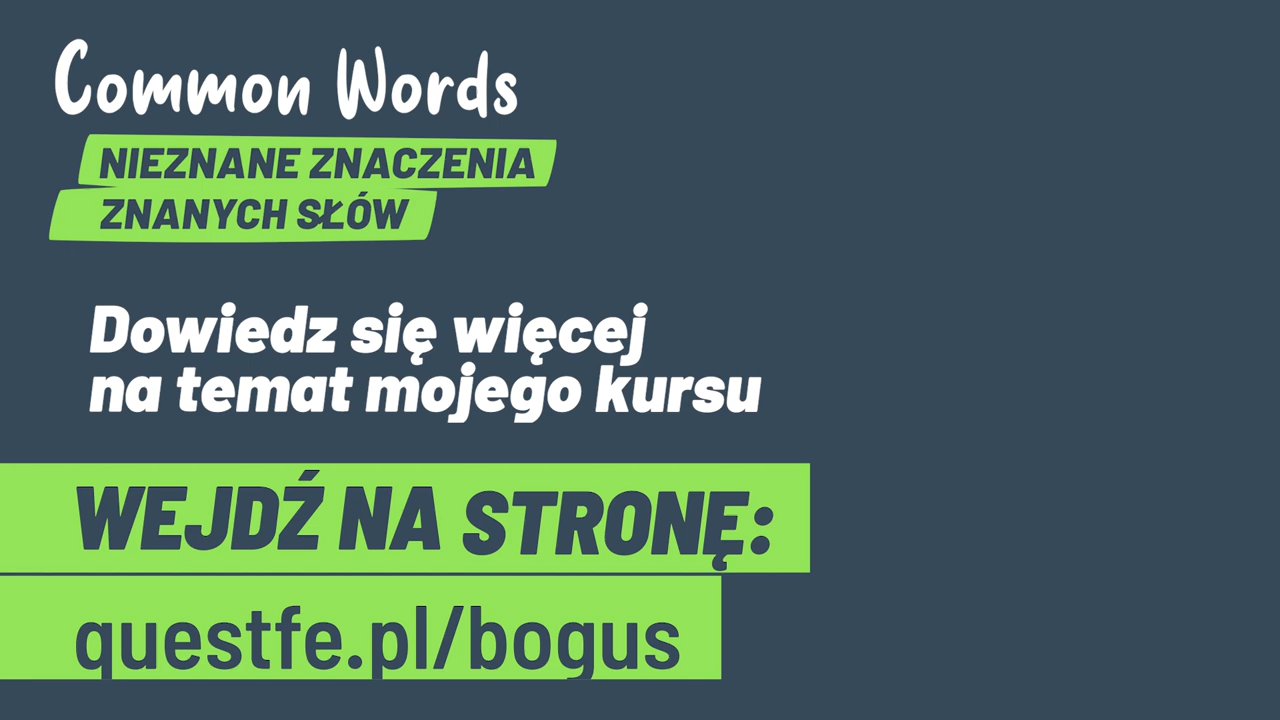 Common Words
NIEZNANE ZNACZENIA
ZNANYCH SŁÓW
Dowiedz się więcej
na temat mojego kursu
WEJDŹ NA STRONĘ:
questfe.pl/bogus